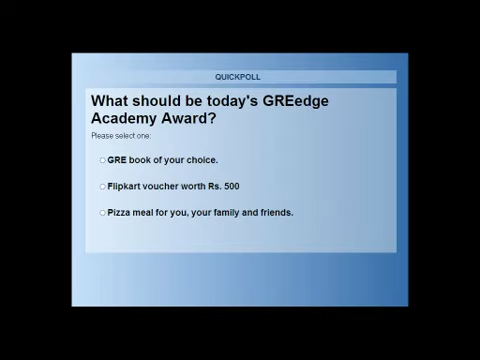 QUICKPOLL
What should be today's GREedge
Academy Award?
Please select one:
GRE book of your choice.
Flipkart voucher worth Rs. 500
Pizza meal for you, your family and friends.